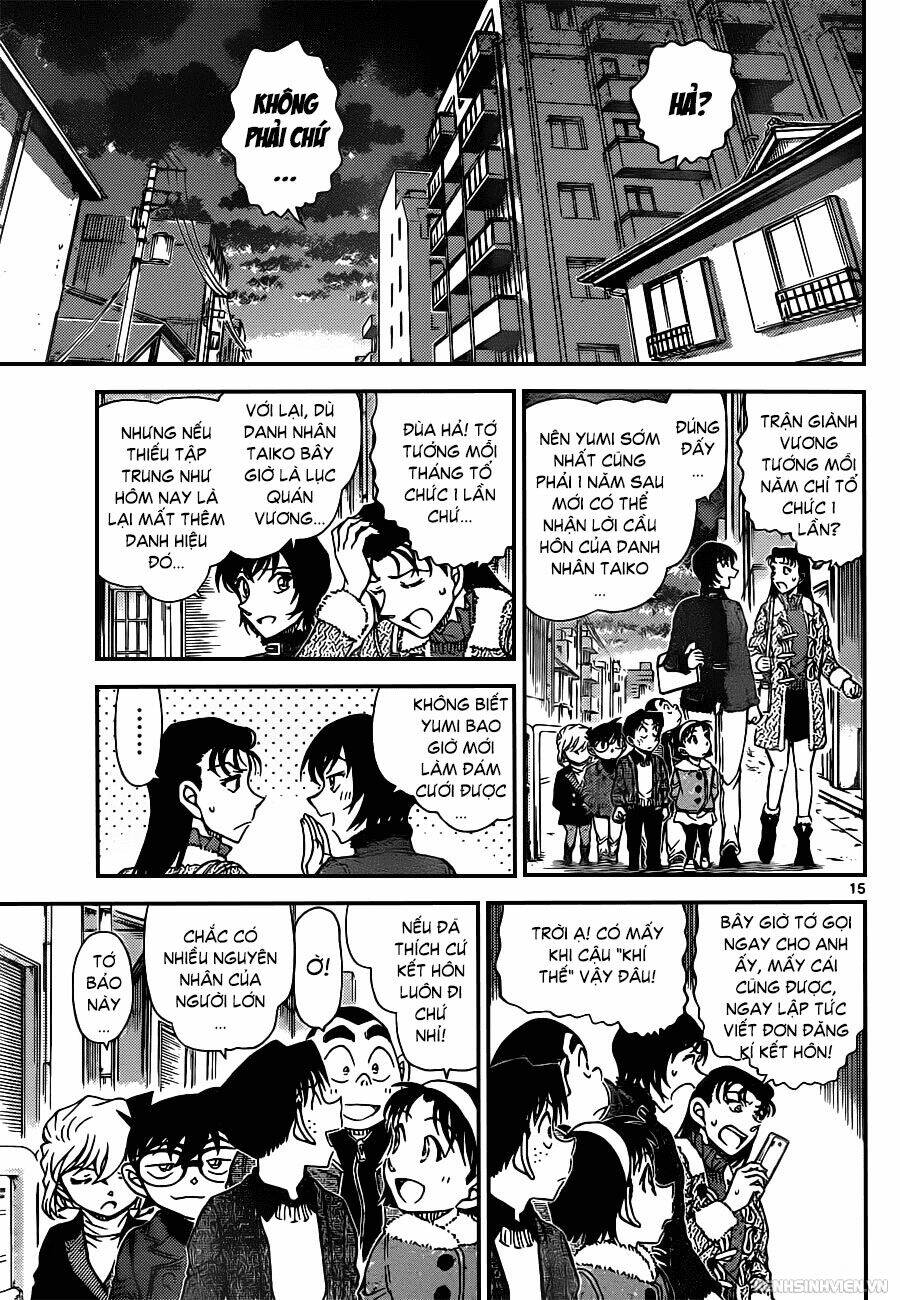 HẢ?
KHÔNG
PHẢI CHỨ
...
TRẬN GIÀNH
VƯƠNG
TƯỚNG MỖI
NĂM CHỈ TỔ
CHỨC 1
LẦN?
ĐÚNG
ĐẤY
...
NÊN YUMI SỚM
NHẤT CŨNG
PHẢI 1 NĂM SAU
MỚI CÓ THỂ
NHẬN LỜI CẦU
HÔN CỦA DANH
NHÂN TAIKO
...
ĐÙA HẢ! TỚ
TƯỞNG MỖI
THÁNG TỔ
CHỨC 1 LẦN
CHỨ...
VỚI LẠI, DÙ
DANH NHÂN
TAIKO BÂY
GIỜ LÀ LỤC
QUÁN
VƯƠNG...
NHƯNG NẾU
THIẾU TẬP
TRUNG NHƯ
HÔM NAY LÀ
LẠI MẤT THÊM
DANH HIỆU
ĐÓ...
KHÔNG BIẾT
YUMI BAO
GIỜ MỚI
LÀM ĐÁM
CƯỚI ĐƯỢC
......
15
BÂY GIỜ TỚ GỌI
NGAY CHO ANH
ẤY, MẤY CÁI
CŨNG ĐƯỢC,
NGAY LẬP TỨC
VIẾT ĐƠN ĐĂNG
KÍ KẾT HÔN!
TRỜI Ạ! CÓ MẤY
KHI CẬU "KHÍ
THẾ" VẬY ĐÂU!
NẾU ĐÃ
THÍCH CỨ
KẾT HÔN
LUÔN ĐI
CHỨ
NHỈ!
Ờ!
CHẮC CÓ
NHIỀU NGUYÊN
NHÂN CỦA
NGƯỜI LỚN
...
TỚ
BÁO NÀY
...